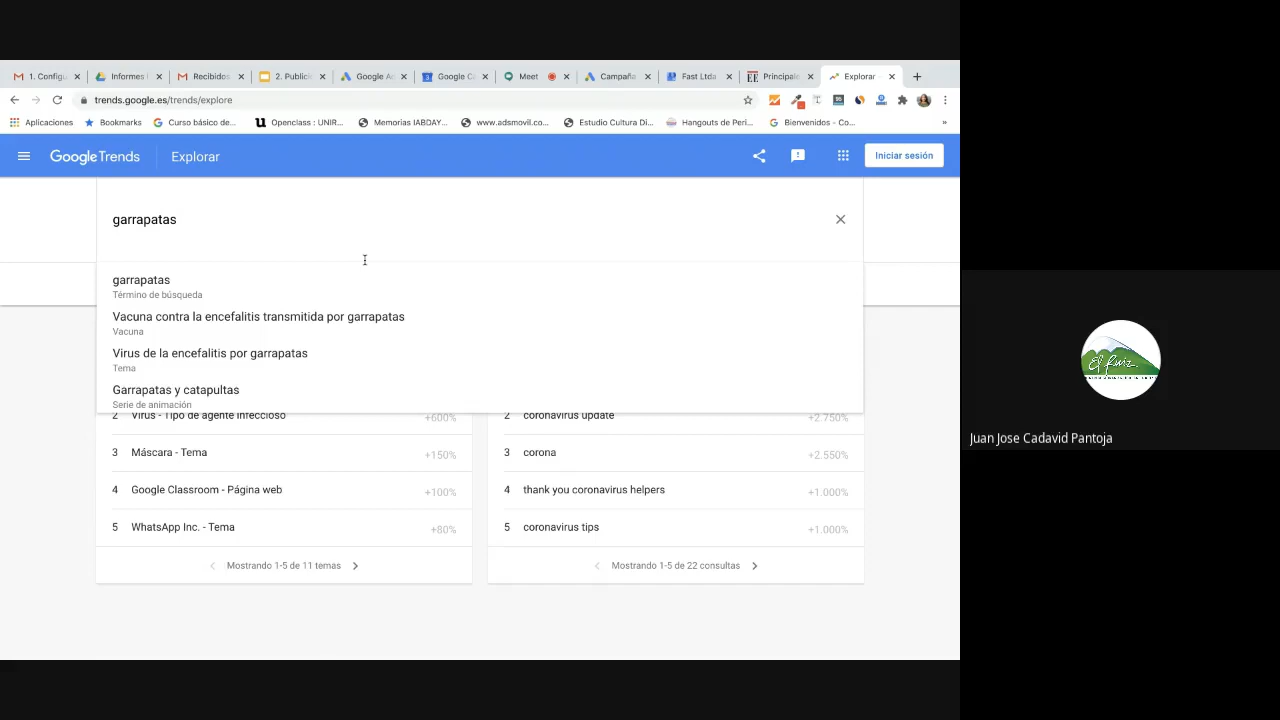 1. Configu
Informes
Recibidos
2. Publici
Google Ad
Google Ca
Meet
Campaña
Fast Ltda
Principale
Explorar
trends.google.es/trends/explore
Aplicaciones
Bookmarks
Curso básico de...
Openclass : UNIR...
Memorias IABDAY...
www.adsmovil.co...
Estudio Cultura Di...
Hangouts de Peri...
Bienvenidos - Co...
»
Google Trends
Explorar
Iniciar sesión
garrapatas
garrapatas
Término de búsqueda
Vacuna contra la encefalitis transmitida por garrapatas
Vacuna
Virus de la encefalitis por garrapatas
Tema
Garrapatas y catapultas
Serie de animación
2 Virus - Tipo de agente infeccioso +600%
3 Máscara - Tema +150%
4 Google Classroom - Página web +100%
5 WhatsApp Inc. - Tema +80%
Mostrando 1-5 de 11 temas
2 coronavirus update +2.750%
3 corona +2.550%
4 thank you coronavirus helpers +1.000%
5 coronavirus tips +1.000%
Mostrando 1-5 de 22 consultas
El Ruiz
Juan Jose Cadavid Pantoja